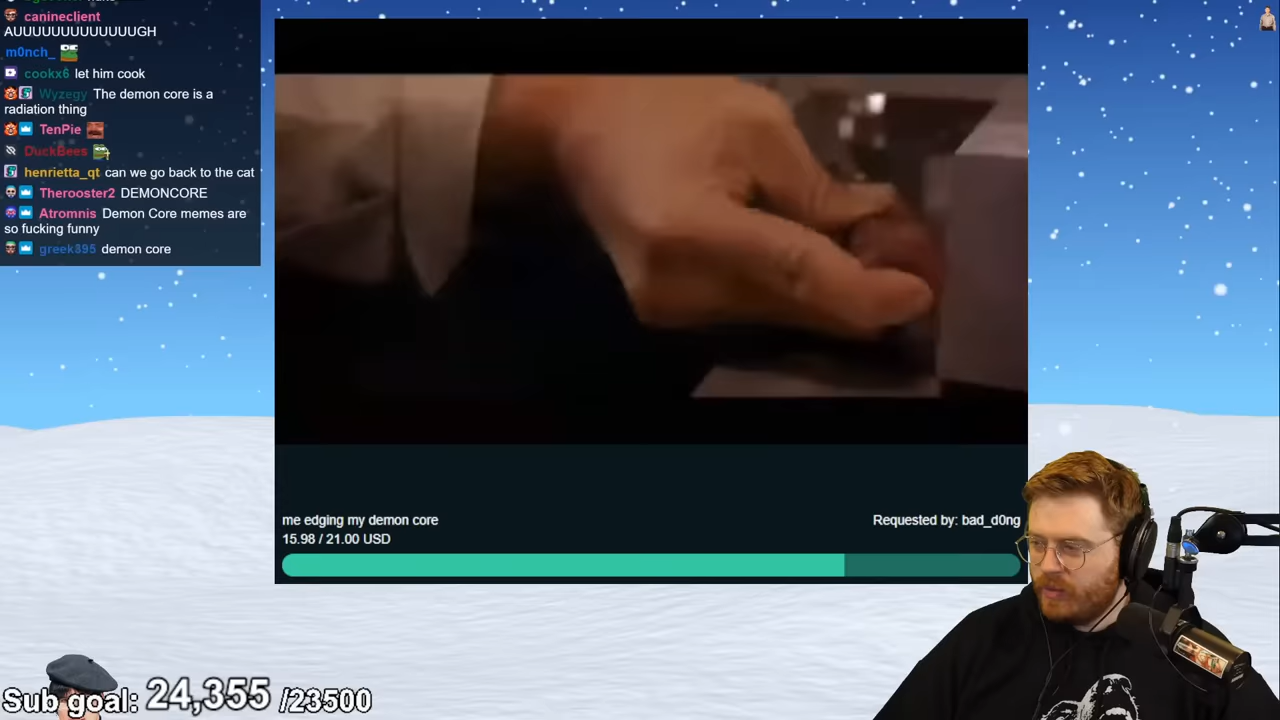 canineclient
AUUUUUUUUUUUUUGH
m0nch_
cookx6 let him cook
Wyzegy The demon core is a
radiation thing
TenPie
DuckBees
henrietta_qt can we go back to the cat
Therooster2 DEMONCORE
Atromnis Demon Core memes are
so fucking funny
greek895 demon core
me edging my demon core
Requested by: bad_d0ng
15.98 / 21.00 USD
Sub goal: 24,355 /23500